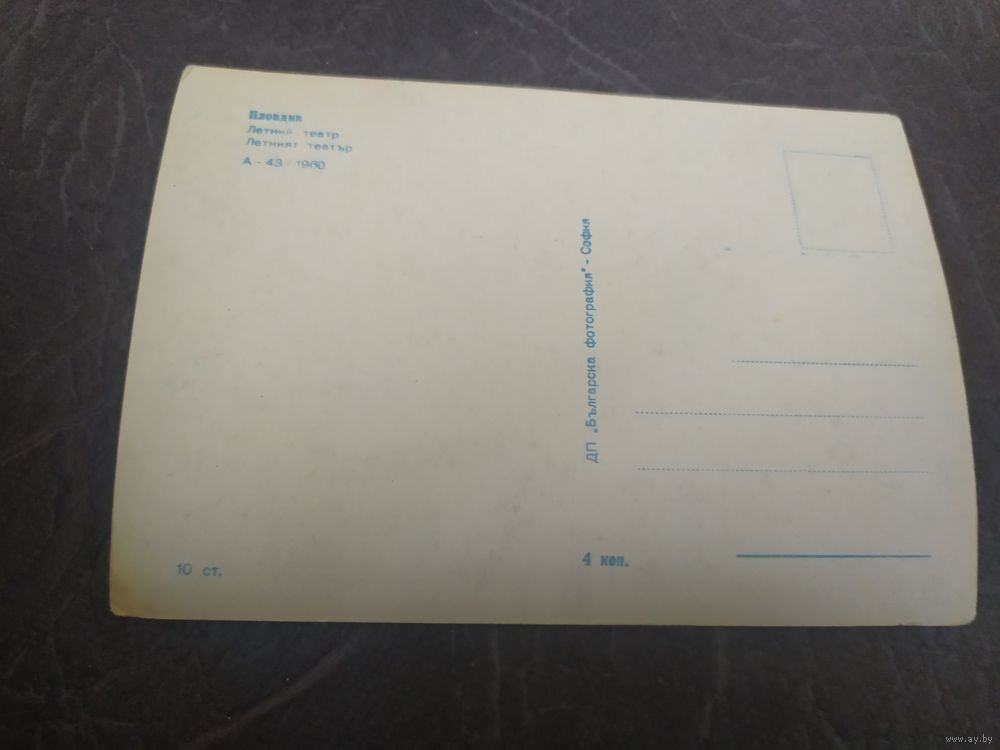 Пловдив
Летний театр
Летният театър
А - 43 / 1960
ДП „Българска фотография" - София
10 ст.
4 коп.
www.ay.by